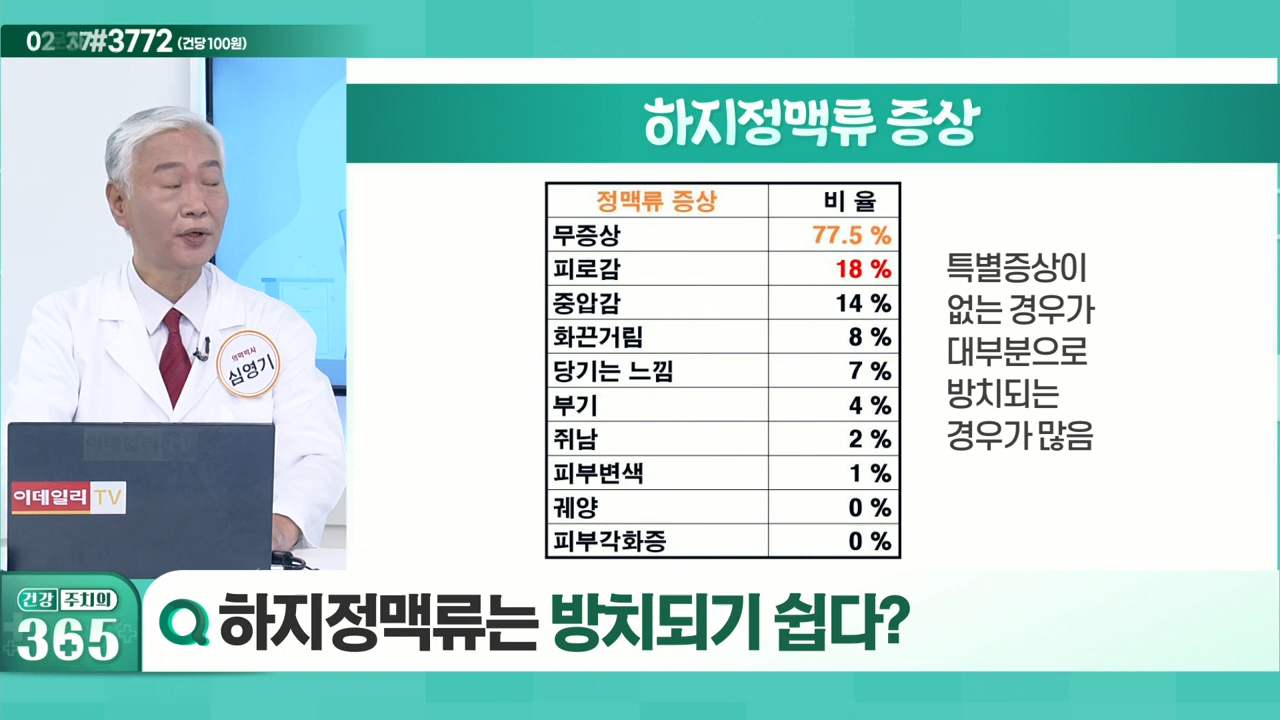 #3772 (건당 100원)
하지정맥류 증상
정맥류 증상 비 율
무증상 77.5 %
피로감 18 %
중압감 14 %
화끈거림 8 %
당기는 느낌 7 %
부기 4 %
쥐남 2 %
피부변색 1 %
궤양 0 %
피부각화증 0 %
특별증상이
없는 경우가
대부분으로
방치되는
경우가 많음
의학박사
심영기
이데일리 TV
건강 주치의
365
Q 하지정맥류는 방치되기 쉽다?